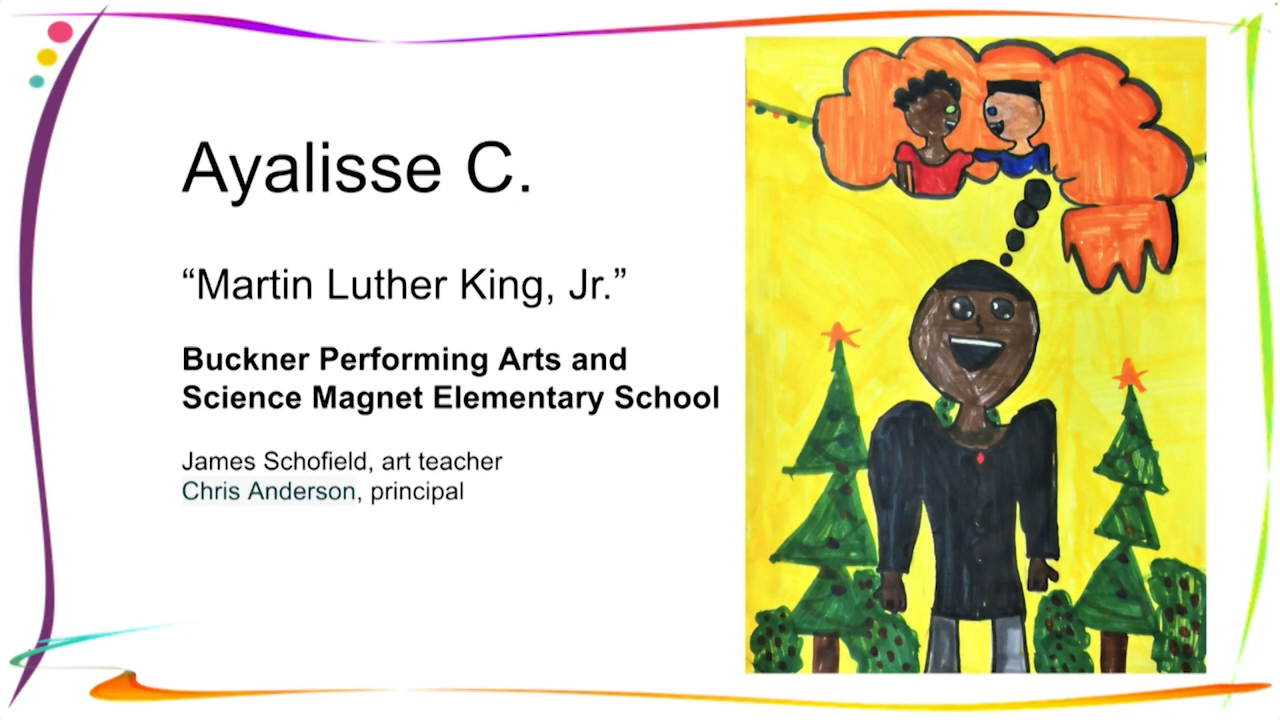 Ayalisse C.
“Martin Luther King, Jr.”
Buckner Performing Arts and
Science Magnet Elementary School
James Schofield, art teacher
Chris Anderson, principal